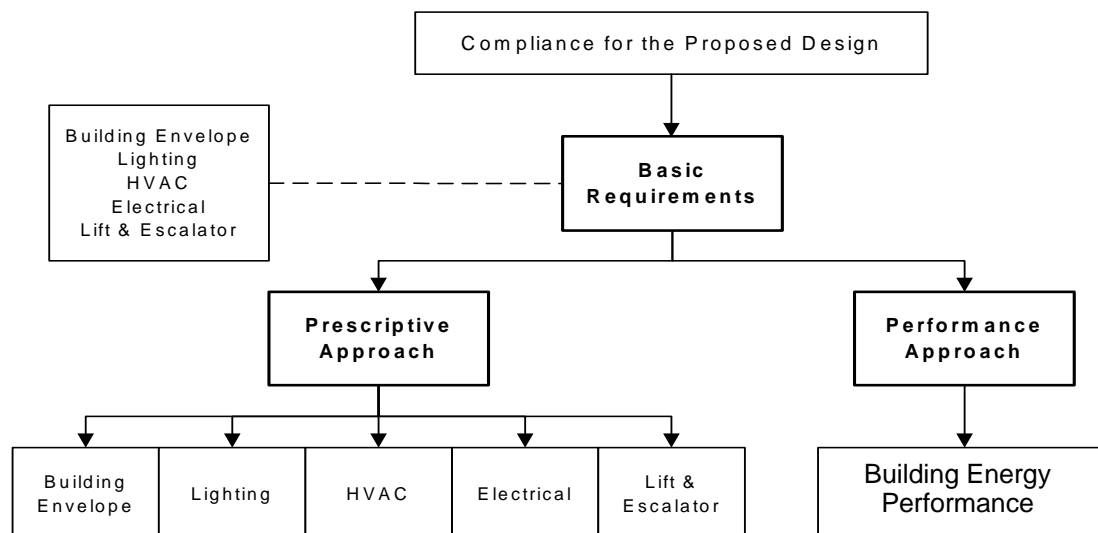 Compliance for the Proposed Design
Building Envelope
Lighting
HVAC
Electrical
Lift & Escalator
Basic
Requirements
Prescriptive
Approach
Performance
Approach
Building
Envelope
Lighting
HVAC
Electrical
Lift &
Escalator
Building Energy
Performance